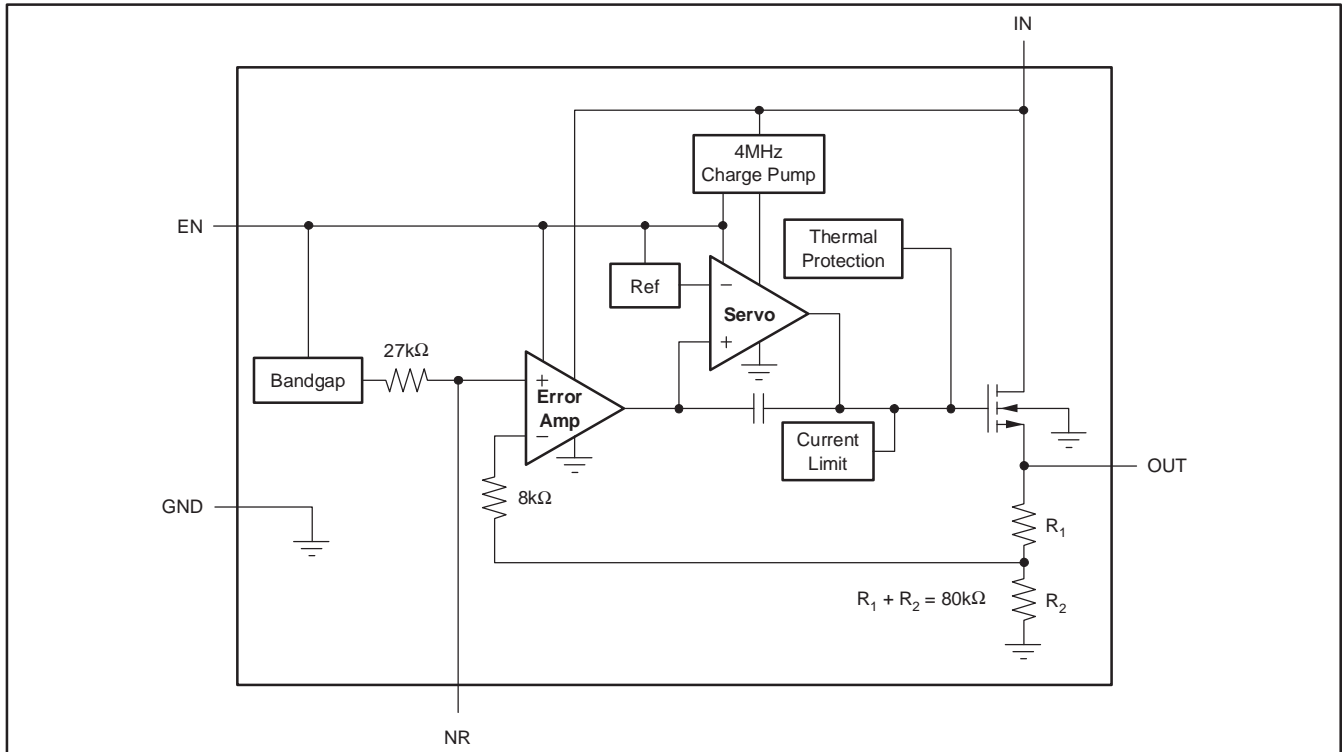 IN
4MHz
Charge Pump
EN
Thermal
Protection
Ref
−
Servo
+
27kΩ
Bandgap
+
Error
Amp
−
Current
Limit
OUT
8kΩ
GND
R1
R1 + R2 = 80kΩ
R2
NR